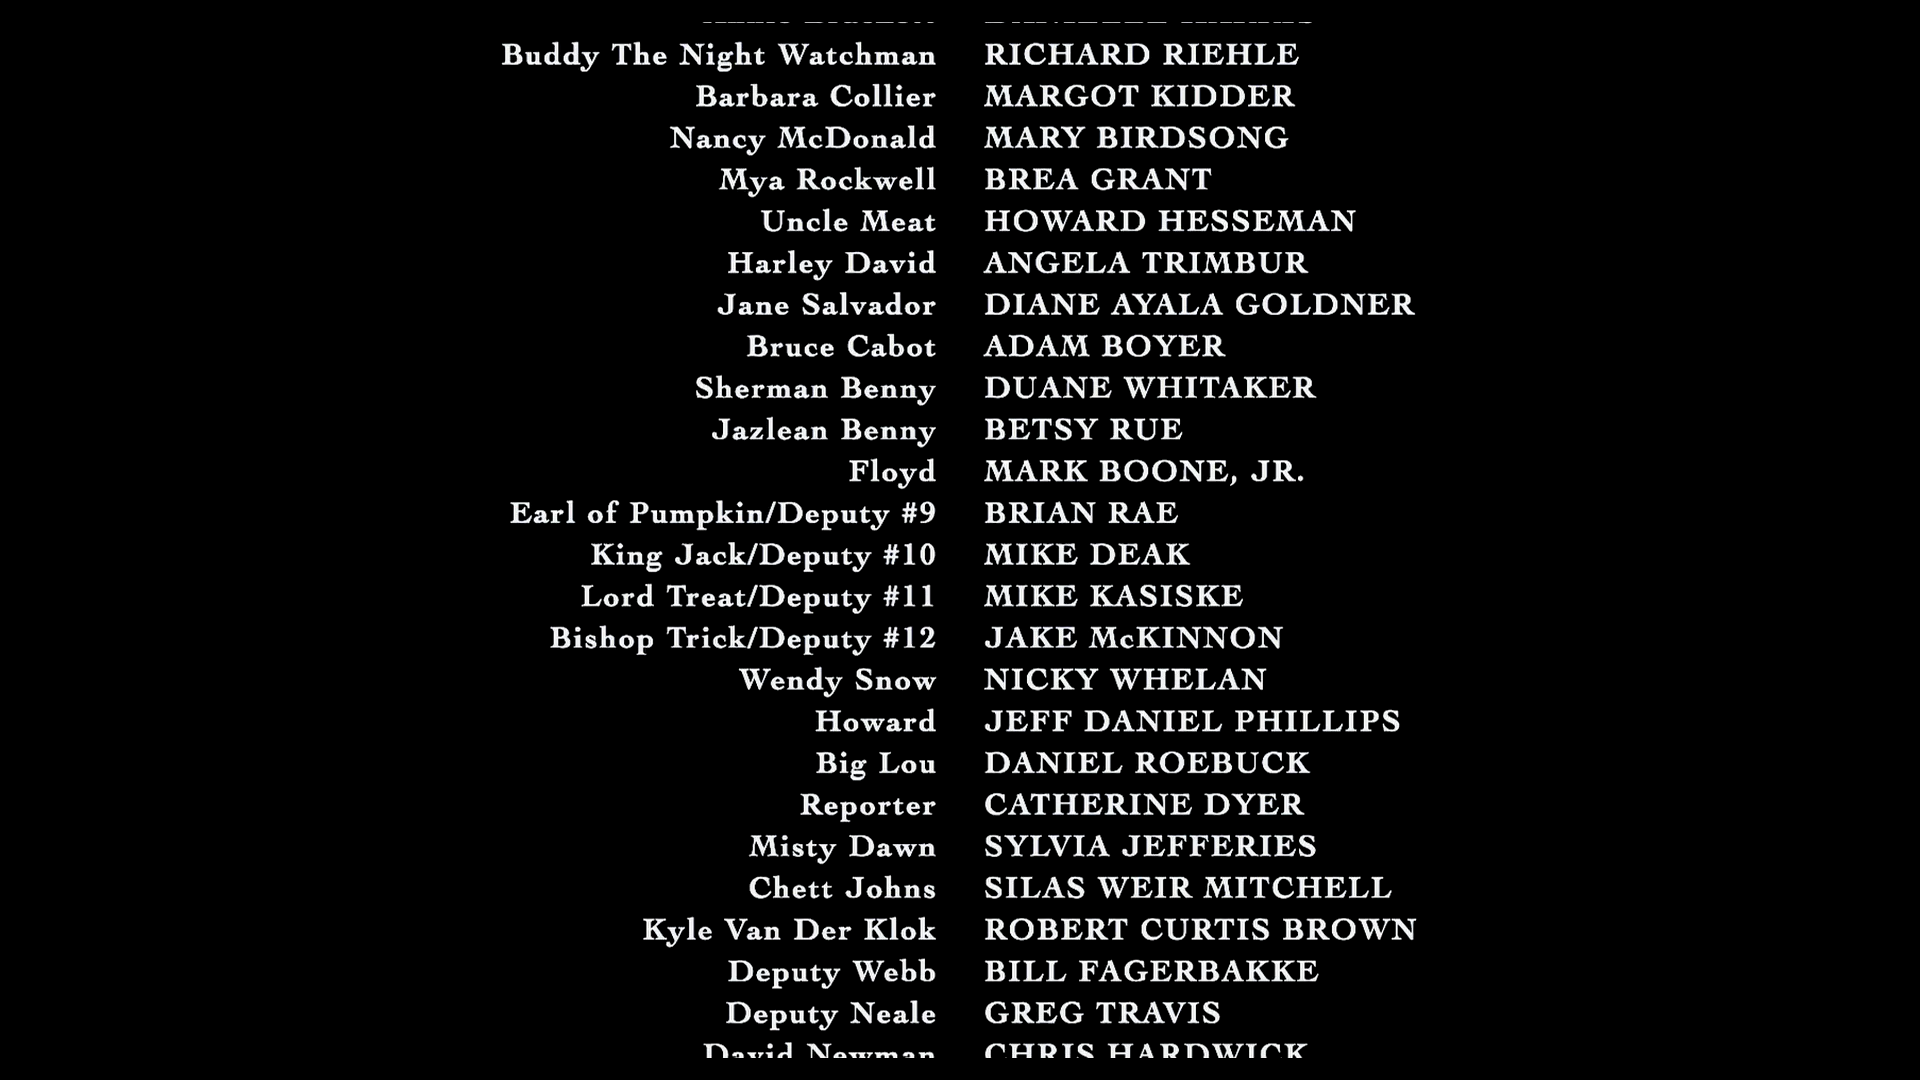 Buddy The Night Watchman RICHARD RIEHLE
Barbara Collier MARGOT KIDDER
Nancy McDonald MARY BIRDSONG
Mya Rockwell BREA GRANT
Uncle Meat HOWARD HESSEMAN
Harley David ANGELA TRIMBUR
Jane Salvador DIANE AYALA GOLDNER
Bruce Cabot ADAM BOYER
Sherman Benny DUANE WHITAKER
Jazlean Benny BETSY RUE
Floyd MARK BOONE, JR.
Earl of Pumpkin/Deputy #9 BRIAN RAE
King Jack/Deputy #10 MIKE DEAK
Lord Treat/Deputy #11 MIKE KASISKE
Bishop Trick/Deputy #12 JAKE McKINNON
Wendy Snow NICKY WHELAN
Howard JEFF DANIEL PHILLIPS
Big Lou DANIEL ROEBUCK
Reporter CATHERINE DYER
Misty Dawn SYLVIA JEFFERIES
Chett Johns SILAS WEIR MITCHELL
Kyle Van Der Klok ROBERT CURTIS BROWN
Deputy Webb BILL FAGERBAKKE
Deputy Neale GREG TRAVIS
David Newman CHRIS HARDWICK